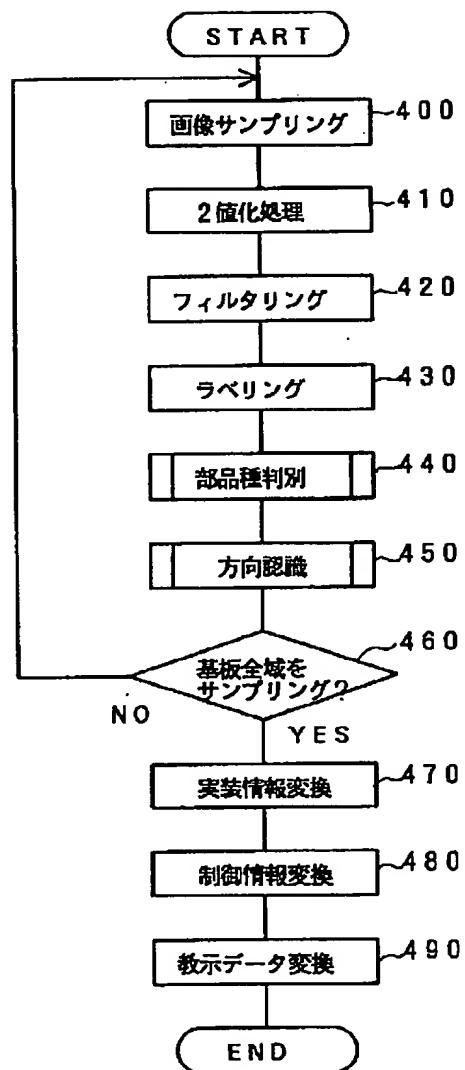 START
画像サンプリング 400
2値化処理 410
フィルタリング 420
ラベリング 430
部品種判別 440
方向認識 450
460
基板全域を
サンプリング?
NO
YES
実装情報変換 470
制御情報変換 480
教示データ変換 490
END